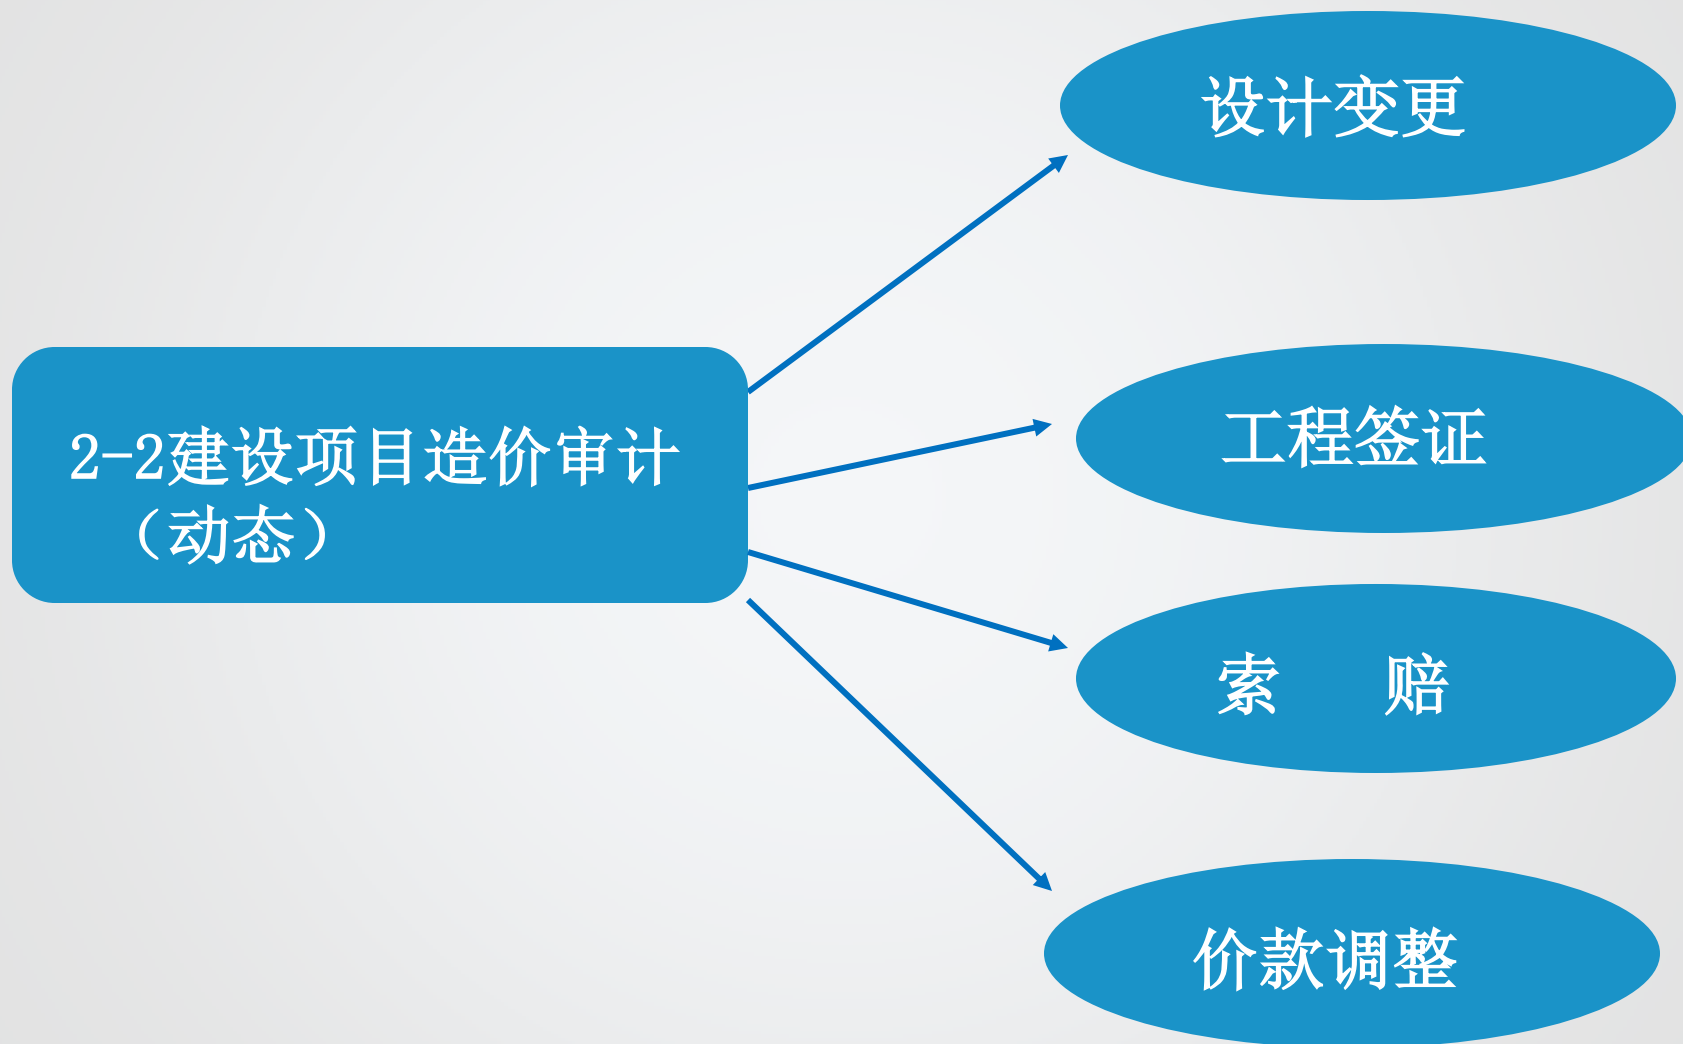 设计变更
工程签证
2-2建设项目造价审计
（动态）
索 赔
价款调整